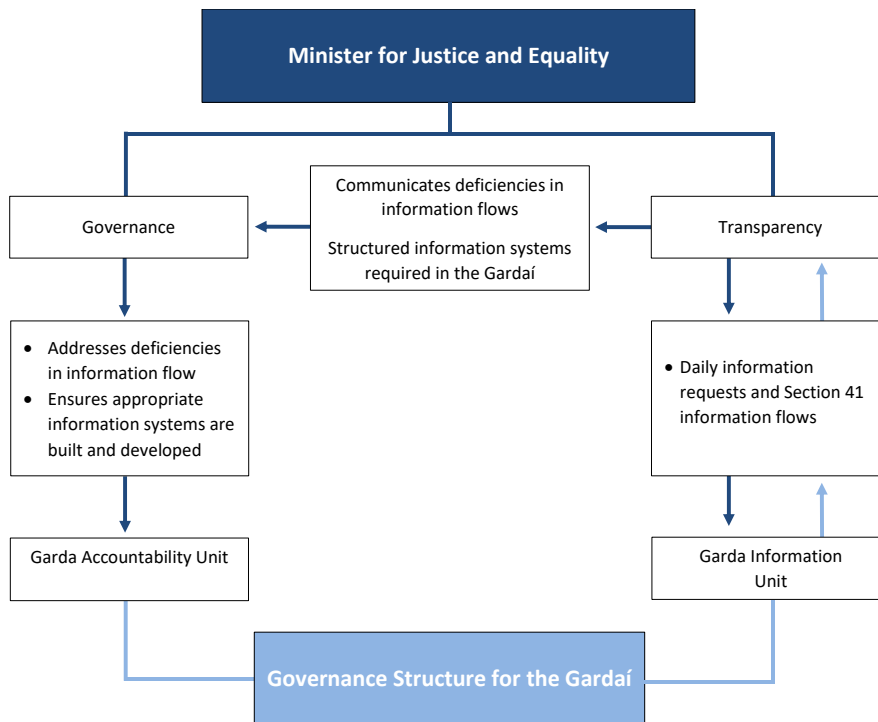 Minister for Justice and Equality
Communicates deficiencies in
information flows
Structured information systems
required in the Gardaí
Governance
Transparency
• Addresses deficiencies
in information flow
• Ensures appropriate
information systems are
built and developed
• Daily information
requests and Section 41
information flows
Garda Accountability Unit
Garda Information
Unit
Governance Structure for the Gardaí